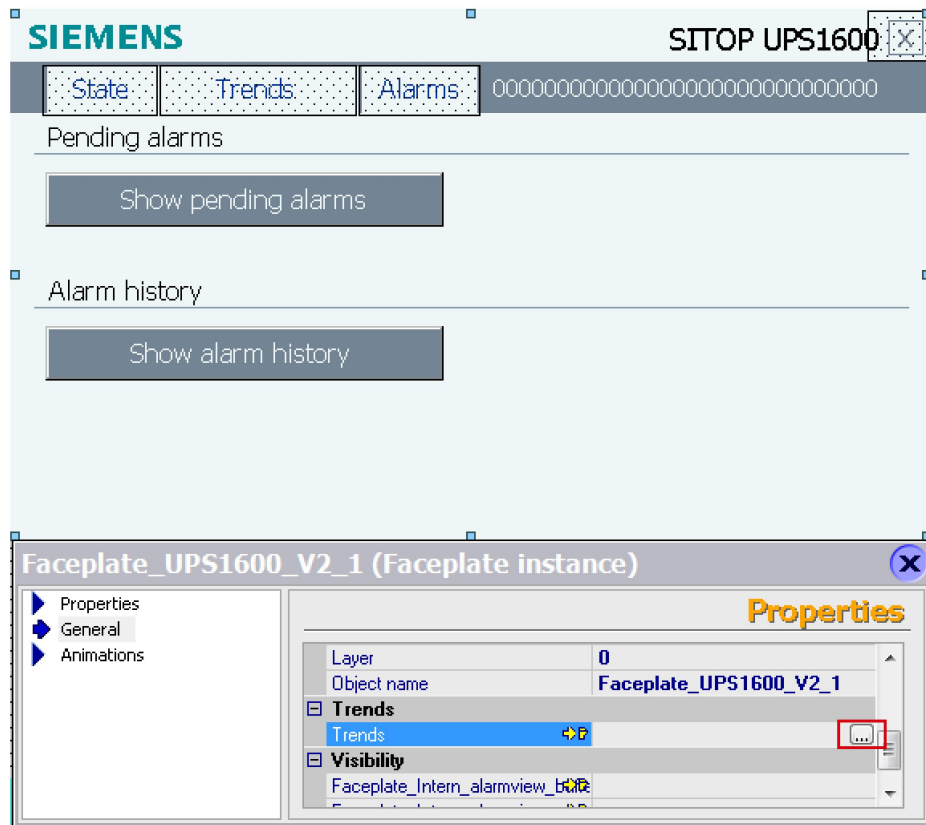 SIEMENS
SITOP UPS1600 X
State Trends Alarms 000000000000000000000000000000
Pending alarms
Show pending alarms
Alarm history
Show alarm history
Faceplate_UPS1600_V2_1 (Faceplate instance)
Properties
General
Animations
Properties
Layer 0
Object name Faceplate_UPS1600_V2_1
Trends
Trends ...
Visibility
Faceplate_Intern_alarmview_